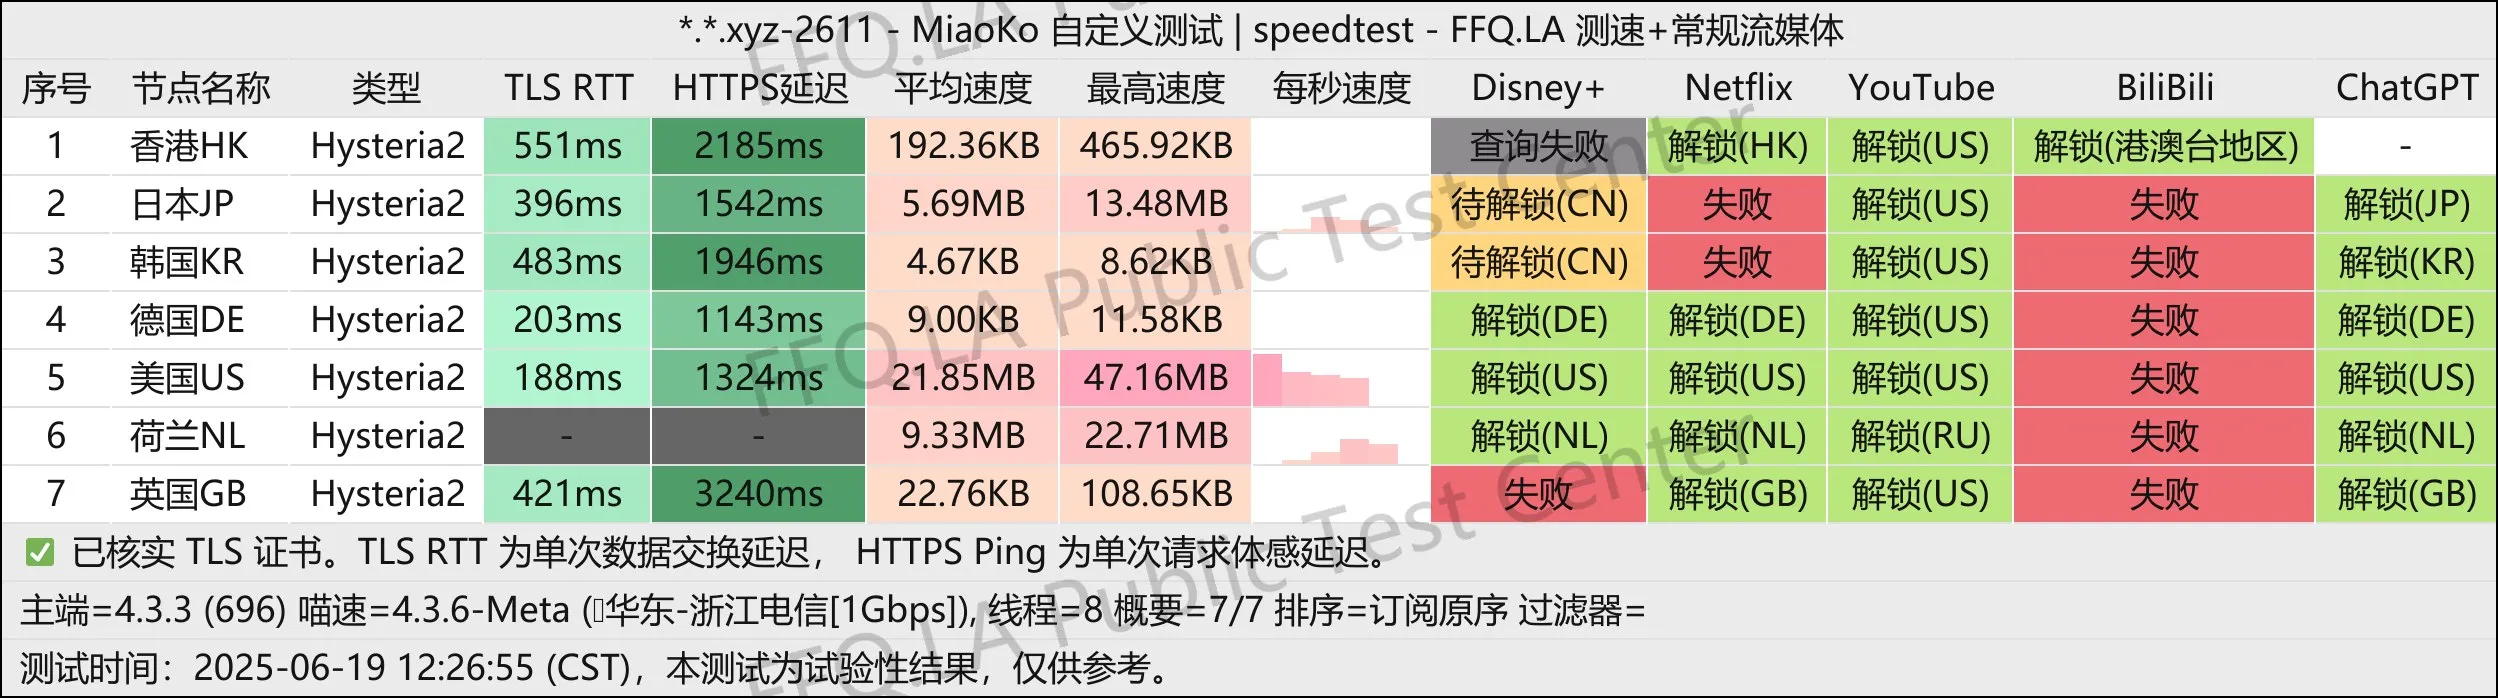 *.*.xyz-2611 - MiaoKo 自定义测试 | speedtest - FFQ.LA 测速+常规流媒体
序号 节点名称 类型 TLS RTT HTTPS延迟 平均速度 最高速度 每秒速度 Disney+ Netflix YouTube BiliBili ChatGPT
1 香港HK Hysteria2 551ms 2185ms 192.36KB 465.92KB 查询失败 解锁(HK) 解锁(US) 解锁(港澳台地区) -
2 日本JP Hysteria2 396ms 1542ms 5.69MB 13.48MB 待解锁(CN) 失败 解锁(US) 失败 解锁(JP)
3 韩国KR Hysteria2 483ms 1946ms 4.67KB 8.62KB 待解锁(CN) 失败 解锁(US) 失败 解锁(KR)
4 德国DE Hysteria2 203ms 1143ms 9.00KB 11.58KB 解锁(DE) 解锁(DE) 解锁(US) 失败 解锁(DE)
5 美国US Hysteria2 188ms 1324ms 21.85MB 47.16MB 解锁(US) 解锁(US) 解锁(US) 失败 解锁(US)
6 荷兰NL Hysteria2 - - 9.33MB 22.71MB 解锁(NL) 解锁(NL) 解锁(RU) 失败 解锁(NL)
7 英国GB Hysteria2 421ms 3240ms 22.76KB 108.65KB 失败 解锁(GB) 解锁(US) 失败 解锁(GB)
✅ 已核实 TLS 证书。TLS RTT 为单次数据交换延迟， HTTPS Ping 为单次请求体感延迟。
主端=4.3.3 (696) 喵速=4.3.6-Meta (华东-浙江电信[1Gbps]), 线程=8 概要=7/7 排序=订阅原序 过滤器=
测试时间：2025-06-19 12:26:55 (CST)，本测试为试验性结果，仅供参考。
FFQ.LA Public Test Center
FFQ.LA Public Test Center